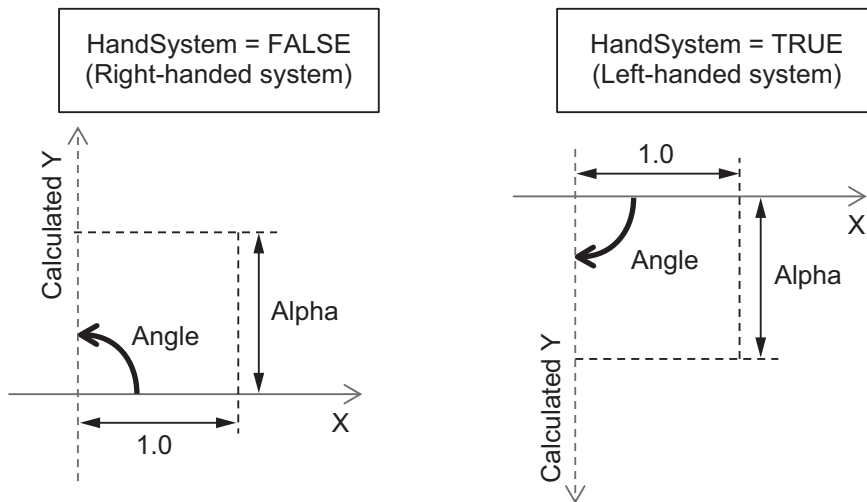 HandSystem = FALSE
(Right-handed system)
Calculated Y
Angle
Alpha
X
1.0
HandSystem = TRUE
(Left-handed system)
1.0
X
Angle
Alpha
Calculated Y